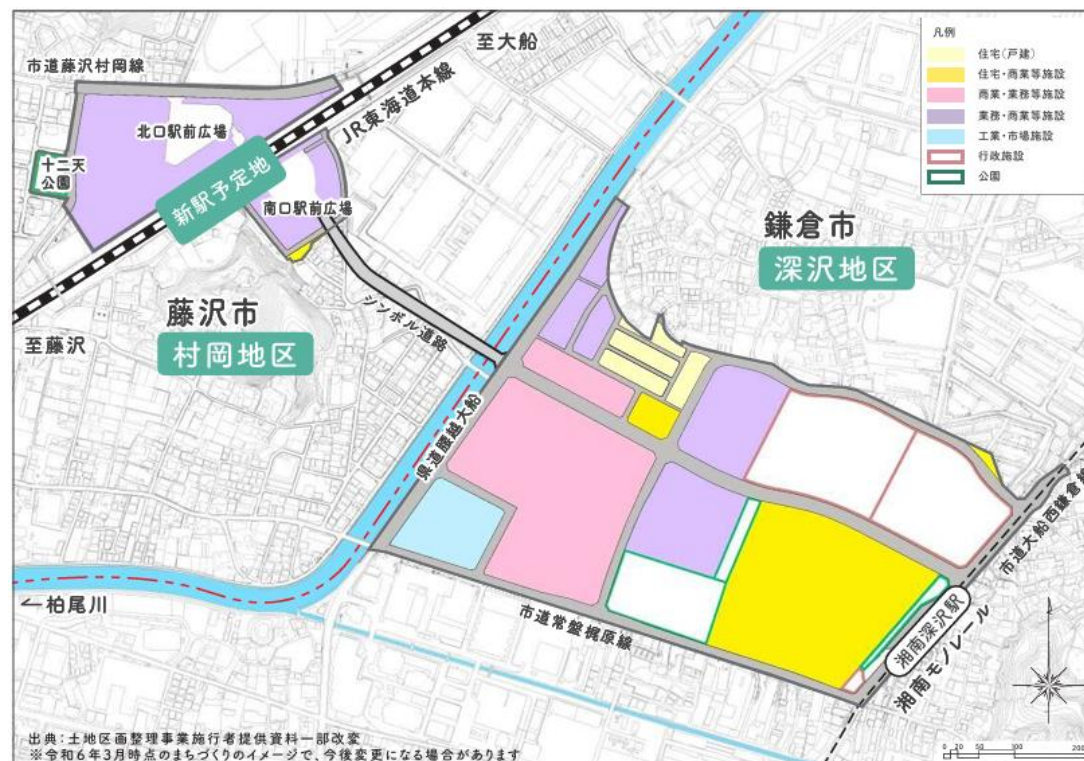 市道藤沢村岡線
至大船
JR東海道本線
北口駅前広場
十二天
公園
新駅予定地
南口駅前広場
藤沢市
村岡地区
至藤沢
シンボル道路
県道腰越大船
鎌倉市
深沢地区
凡例
住宅(戸建)
住宅・商業等施設
商業・業務等施設
業務・商業等施設
工業・市場施設
行政施設
公園
市道大船西鎌倉線
湘南深沢駅
湘南モノレール
市道常盤梶原線
←柏尾川
出典:土地区画整理事業施行者提供資料一部改変
※令和6年3月時点のまちづくりのイメージで、今後変更になる場合があります
0 20 50 100 200